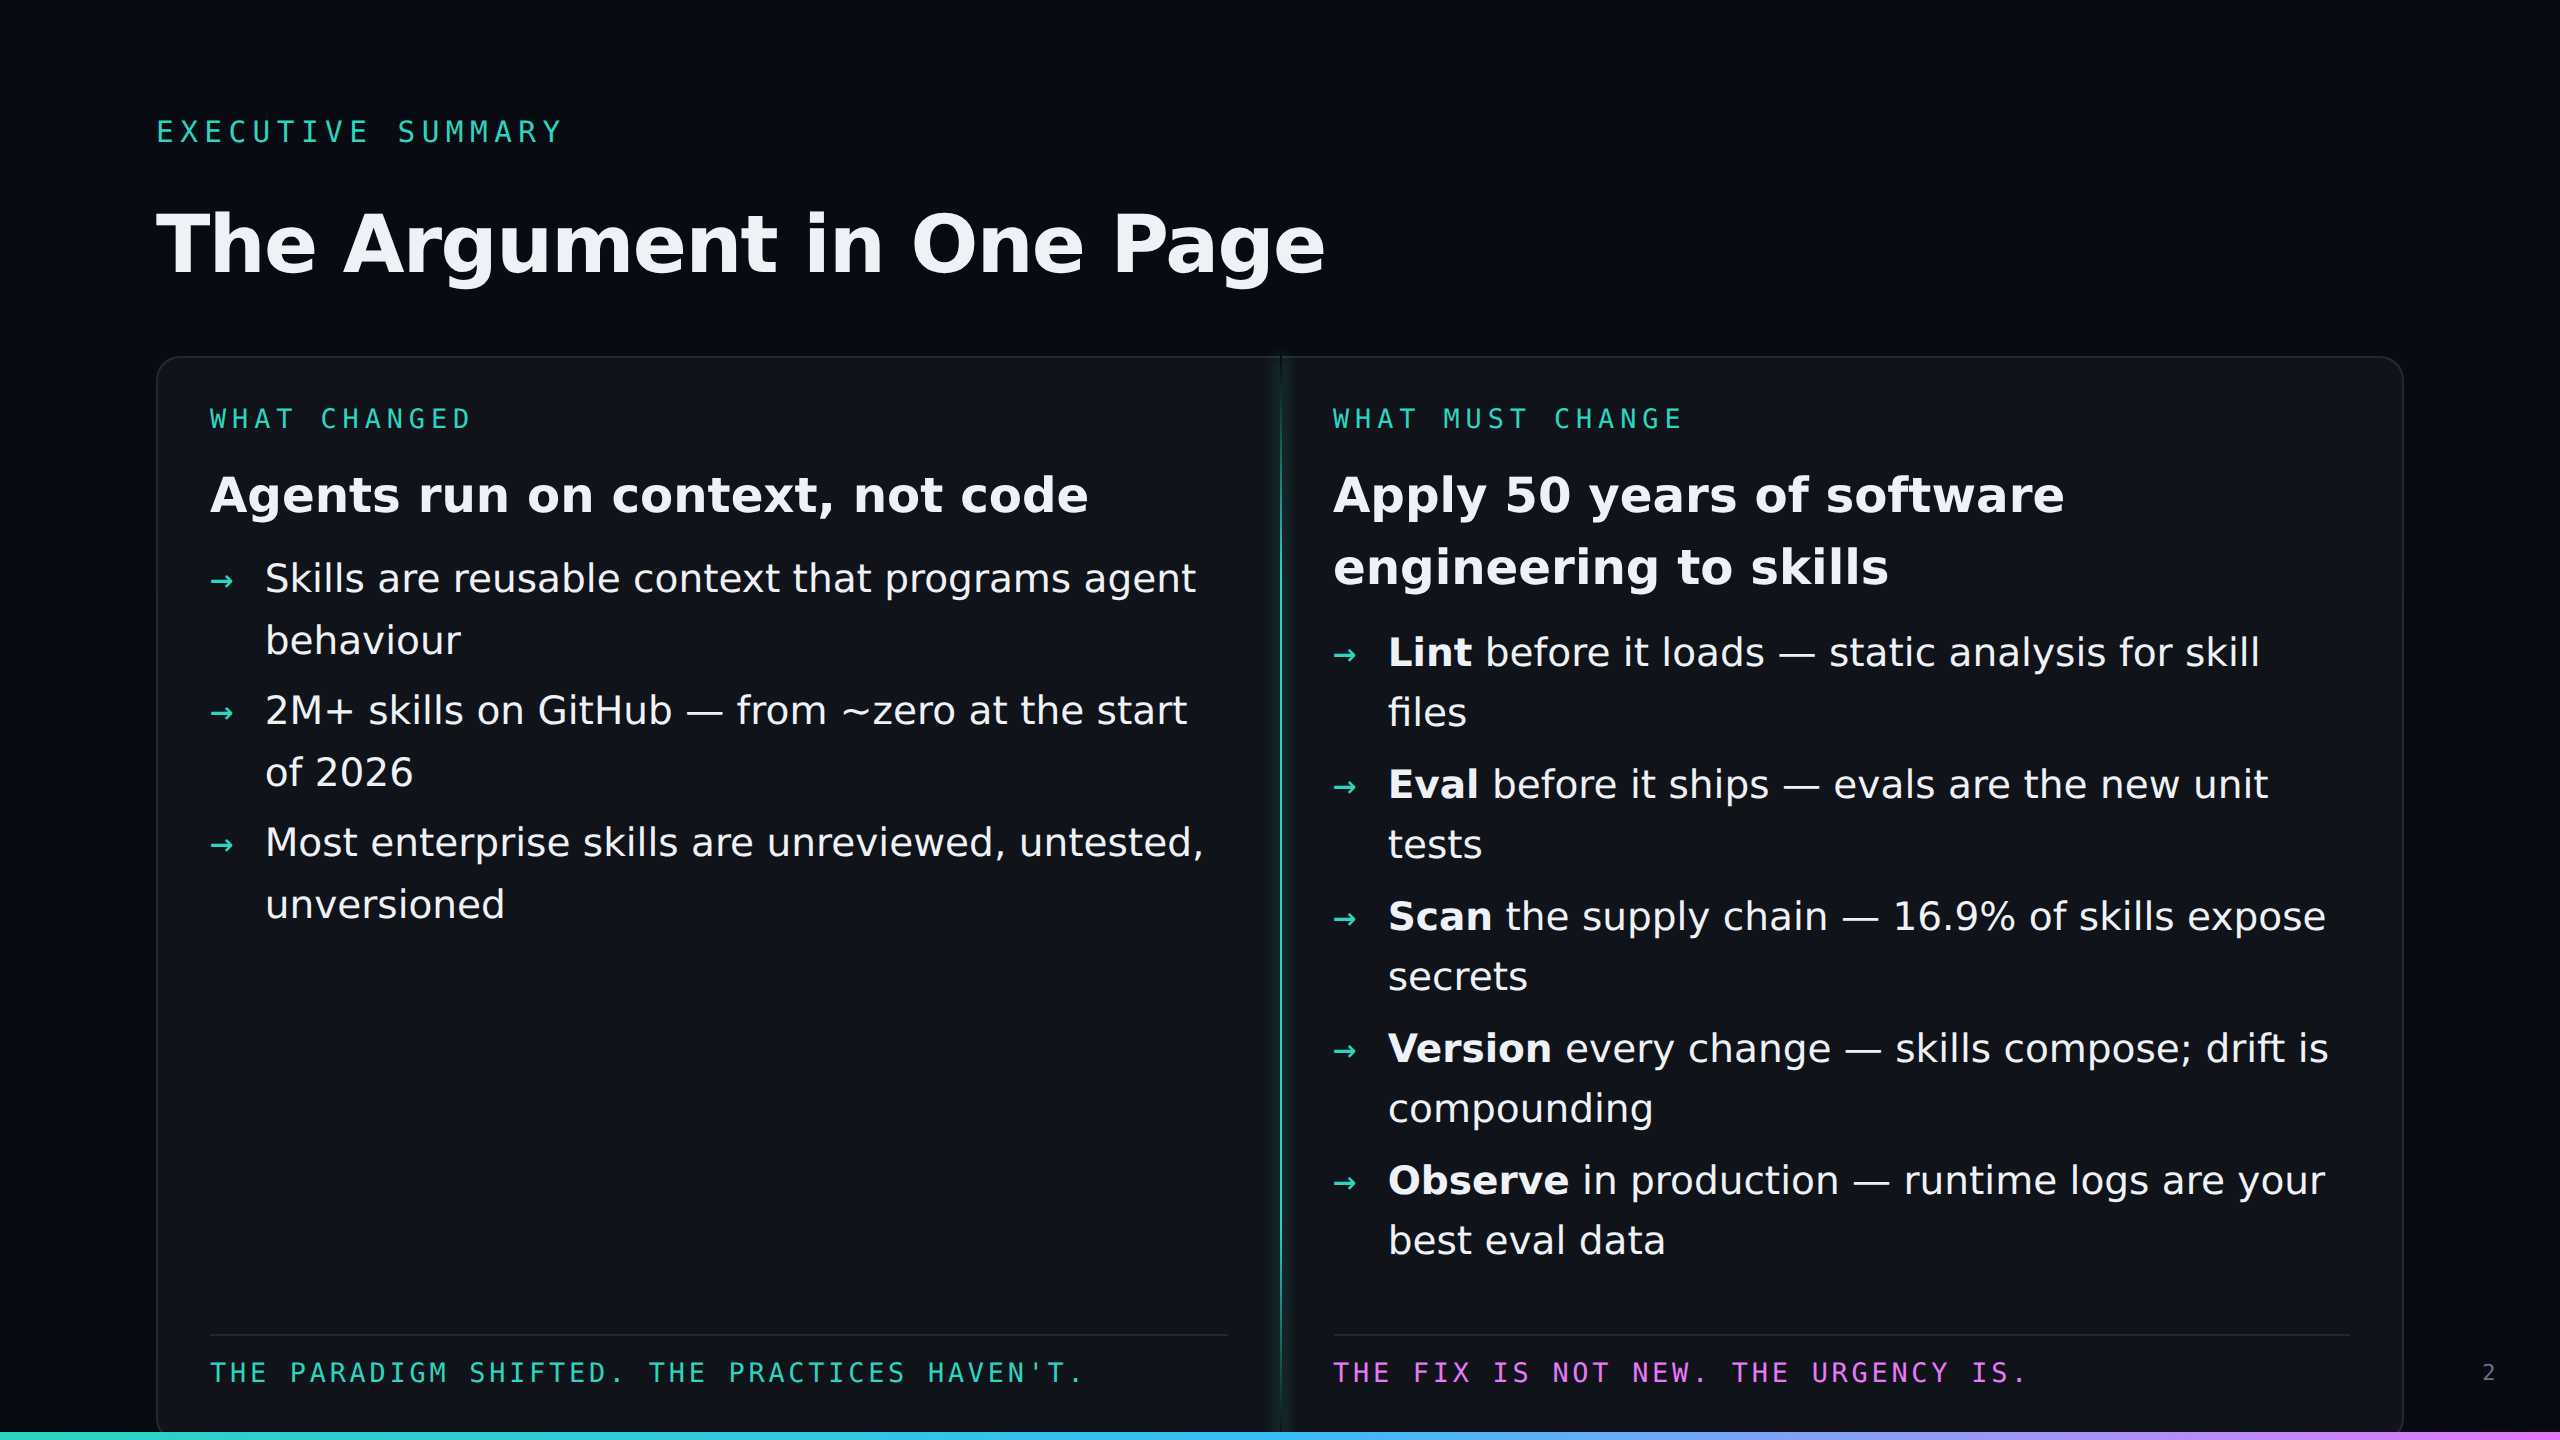 EXECUTIVE SUMMARY
The Argument in One Page
WHAT CHANGED
Agents run on context, not code
→ Skills are reusable context that programs agent
behaviour
→ 2M+ skills on GitHub — from ~zero at the start
of 2026
→ Most enterprise skills are unreviewed, untested,
unversioned
THE PARADIGM SHIFTED. THE PRACTICES HAVEN'T.
WHAT MUST CHANGE
Apply 50 years of software
engineering to skills
→ Lint before it loads — static analysis for skill
files
→ Eval before it ships — evals are the new unit
tests
→ Scan the supply chain — 16.9% of skills expose
secrets
→ Version every change — skills compose; drift is
compounding
→ Observe in production — runtime logs are your
best eval data
THE FIX IS NOT NEW. THE URGENCY IS.
2